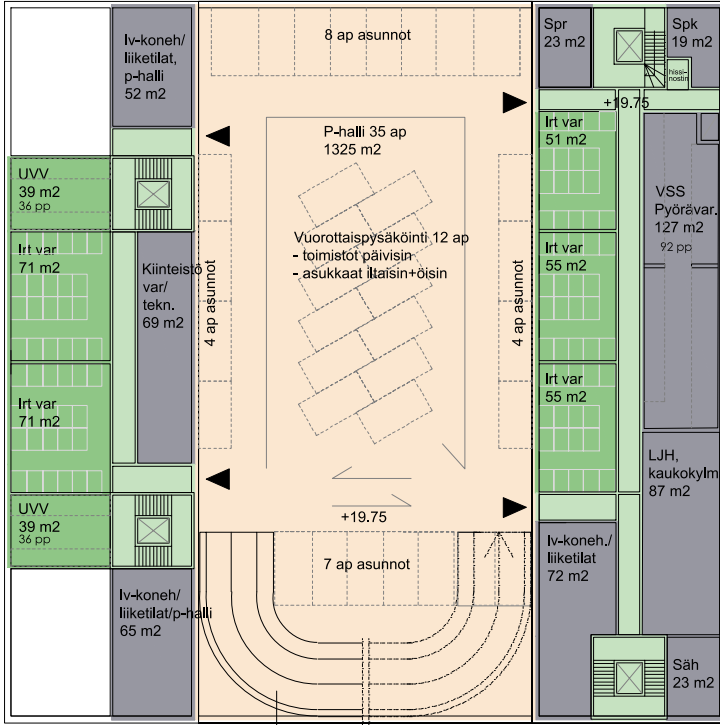 Iv-koneh/
liiketilat,
p-halli
52 m2
8 ap asunnot
Spr
23 m2
Spk
19 m2
hissi-
nostin
+19.75
P-halli 35 ap
1325 m2
Irt var
51 m2
UVV
39 m2
36 pp
VSS
Pyörävar.
127 m2
92 pp
Irt var
71 m2
Kiinteistö
var/
tekn.
69 m2
4 ap asunnot
Vuorottaispysäköinti 12 ap
- toimistot päivisin
- asukkaat iltaisin+öisin
4 ap asunnot
Irt var
55 m2
Irt var
71 m2
Irt var
55 m2
LJH,
kaukokylm
87 m2
UVV
39 m2
36 pp
+19.75
7 ap asunnot
Iv-koneh./
liiketilat
72 m2
Iv-koneh/
liiketilat/p-halli
65 m2
Säh
23 m2